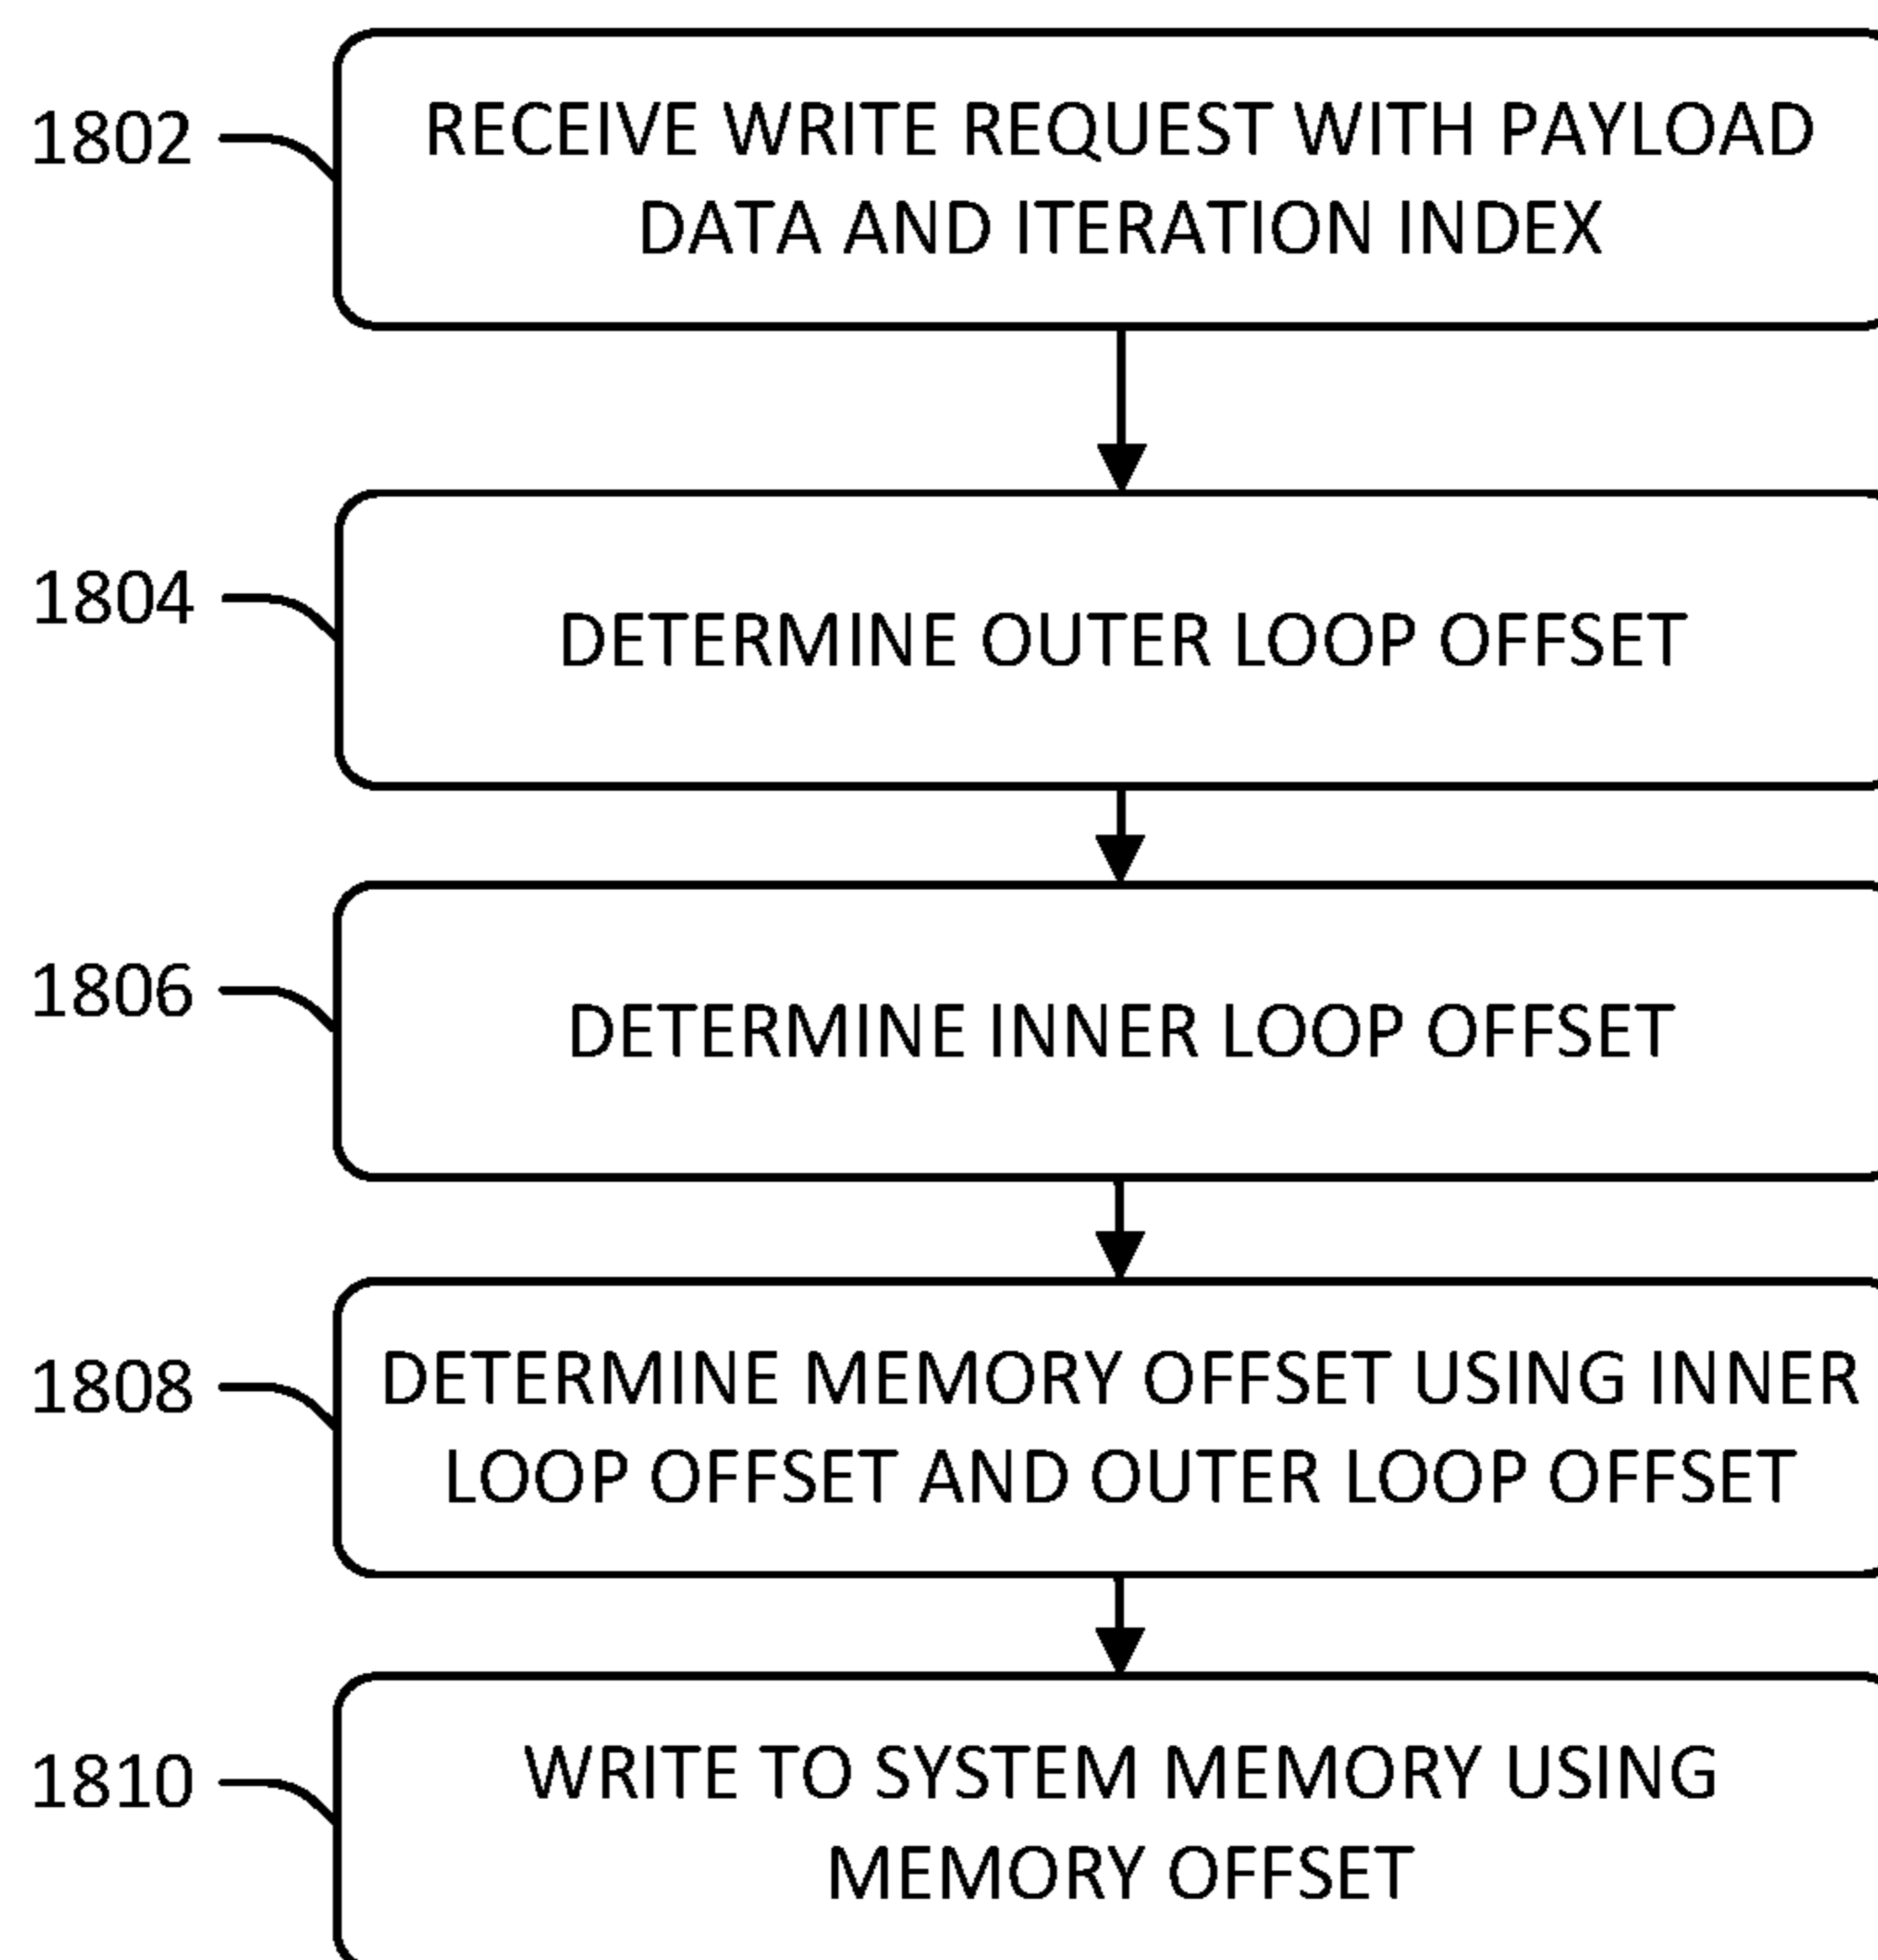 1802
RECEIVE WRITE REQUEST WITH PAYLOAD
DATA AND ITERATION INDEX
1804
DETERMINE OUTER LOOP OFFSET
1806
DETERMINE INNER LOOP OFFSET
1808
DETERMINE MEMORY OFFSET USING INNER
LOOP OFFSET AND OUTER LOOP OFFSET
1810
WRITE TO SYSTEM MEMORY USING
MEMORY OFFSET